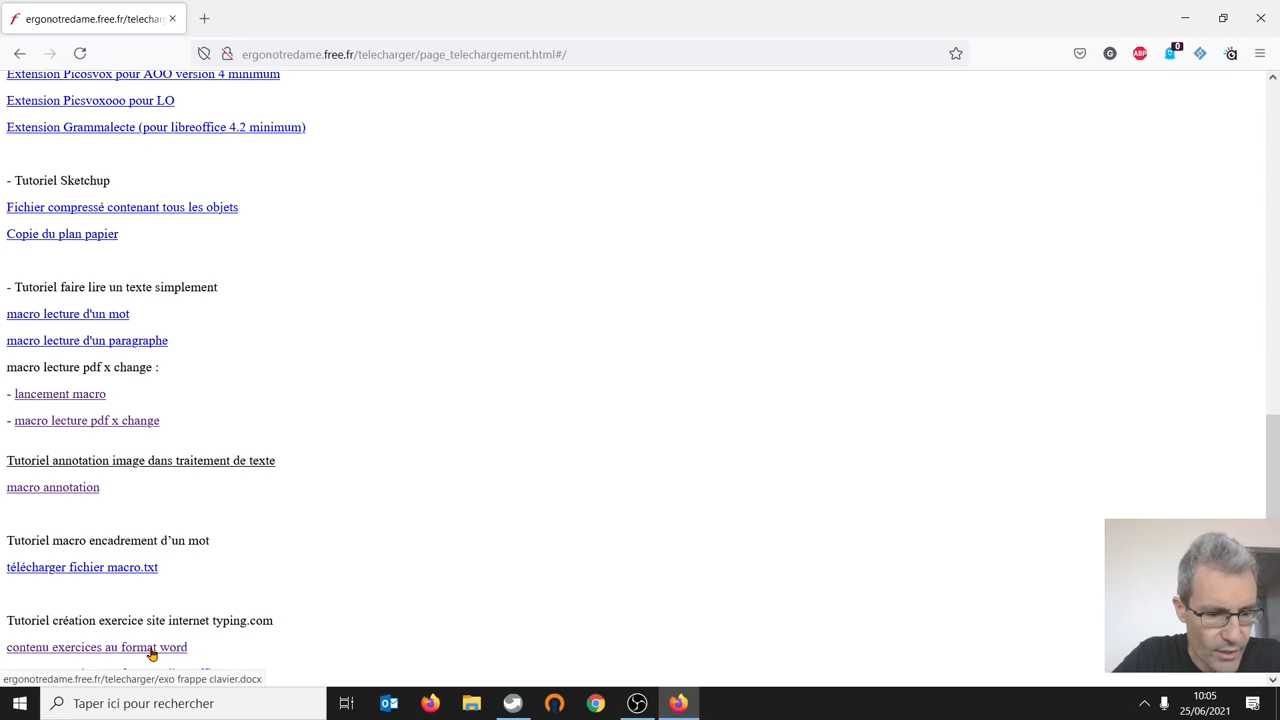 ergonotredame.free.fr/telecharg
ergonotredame.free.fr/telecharger/page_telechargement.html#/
0
Extension Picosvox pour AOO version 4 minimum
Extension Picsvoxooo pour LO
Extension Grammalecte (pour libreoffice 4.2 minimum)
- Tutoriel Sketchup
Fichier compressé contenant tous les objets
Copie du plan papier
- Tutoriel faire lire un texte simplement
macro lecture d'un mot
macro lecture d'un paragraphe
macro lecture pdf x change :
- lancement macro
- macro lecture pdf x change
Tutoriel annotation image dans traitement de texte
macro annotation
Tutoriel macro encadrement d’un mot
télécharger fichier macro.txt
Tutoriel création exercice site internet typing.com
contenu exercices au format word
ergonotredame.free.fr/telecharger/exo frappe clavier.docx
Taper ici pour rechercher
10:05
25/06/2021